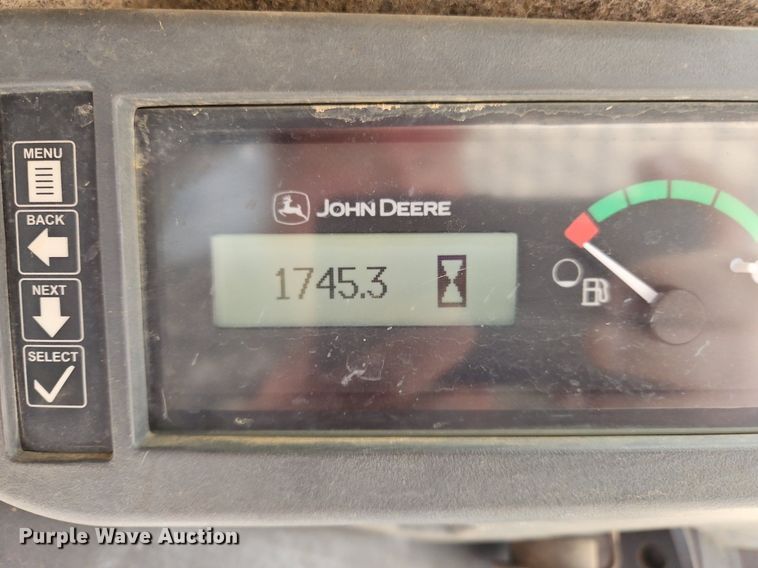 MENU
BACK
NEXT
SELECT
JOHN DEERE
1745.3
Purple Wave Auction